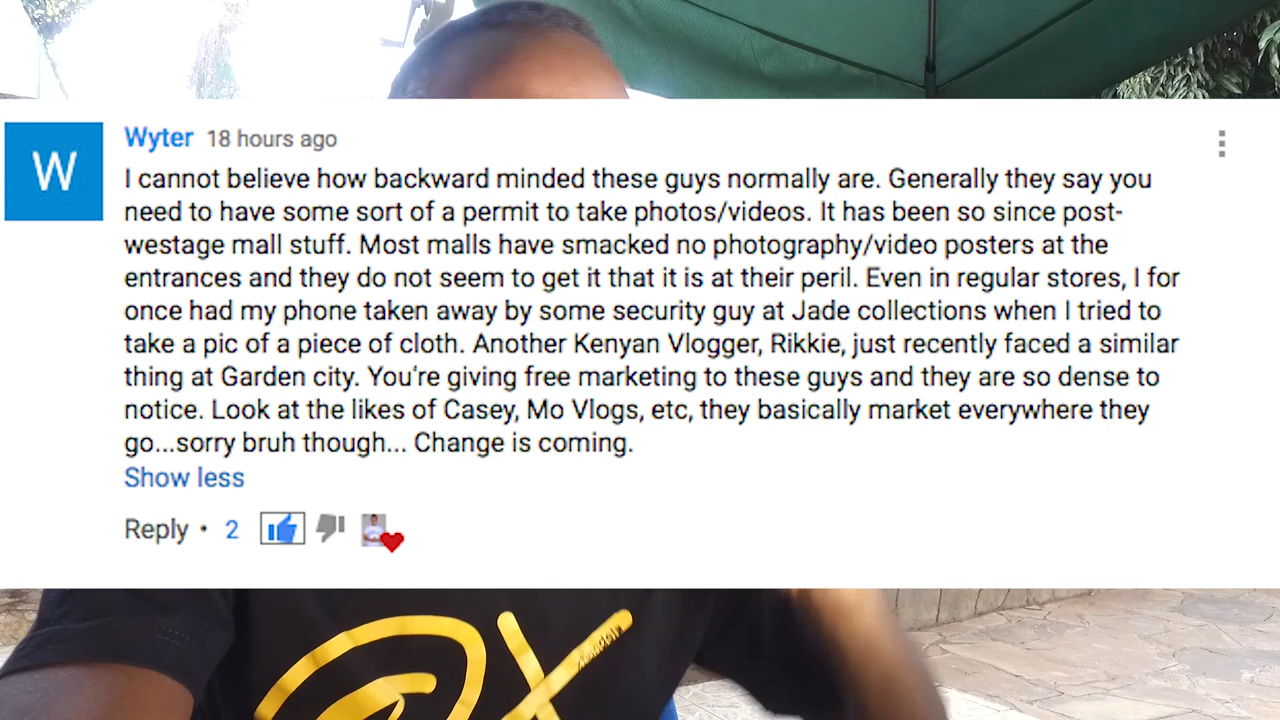 W
Wyter 18 hours ago
I cannot believe how backward minded these guys normally are. Generally they say you
need to have some sort of a permit to take photos/videos. It has been so since post-
westage mall stuff. Most malls have smacked no photography/video posters at the
entrances and they do not seem to get it that it is at their peril. Even in regular stores, I for
once had my phone taken away by some security guy at Jade collections when I tried to
take a pic of a piece of cloth. Another Kenyan Vlogger, Rikkie, just recently faced a similar
thing at Garden city. You're giving free marketing to these guys and they are so dense to
notice. Look at the likes of Casey, Mo Vlogs, etc, they basically market everywhere they
go...sorry bruh though... Change is coming.
Show less
Reply • 2